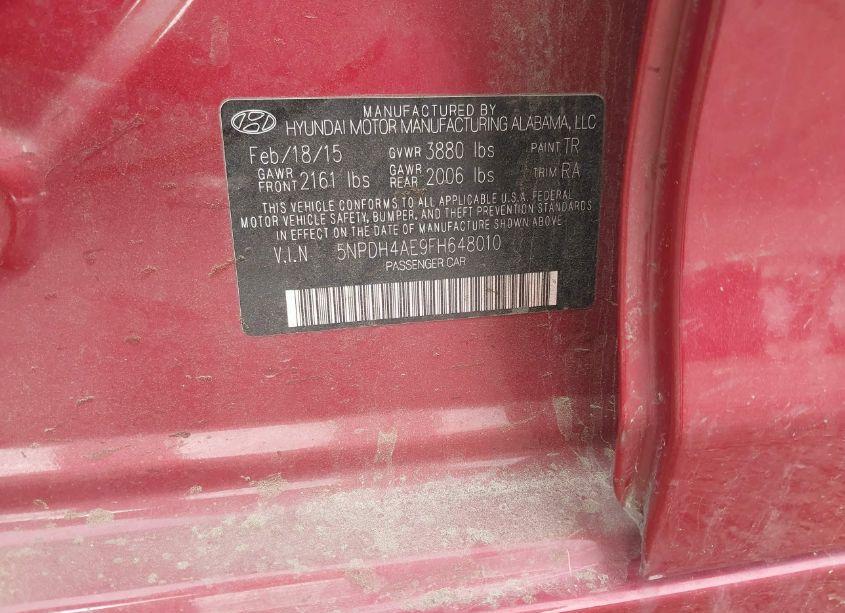 MANUFACTURED BY
HYUNDAI MOTOR MANUFACTURING ALABAMA, LLC
Feb/18/15 GVWR 3880 lbs PAINT TR
GAWR FRONT 2161 lbs GAWR REAR 2006 lbs TRIM RA
THIS VEHICLE CONFORMS TO ALL APPLICABLE U.S.A. FEDERAL
MOTOR VEHICLE SAFETY, BUMPER, AND THEFT PREVENTION STANDARDS
IN EFFECT ON THE DATE OF MANUFACTURE SHOWN ABOVE.
V.I.N 5NPDH4AE9FH648010
PASSENGER CAR